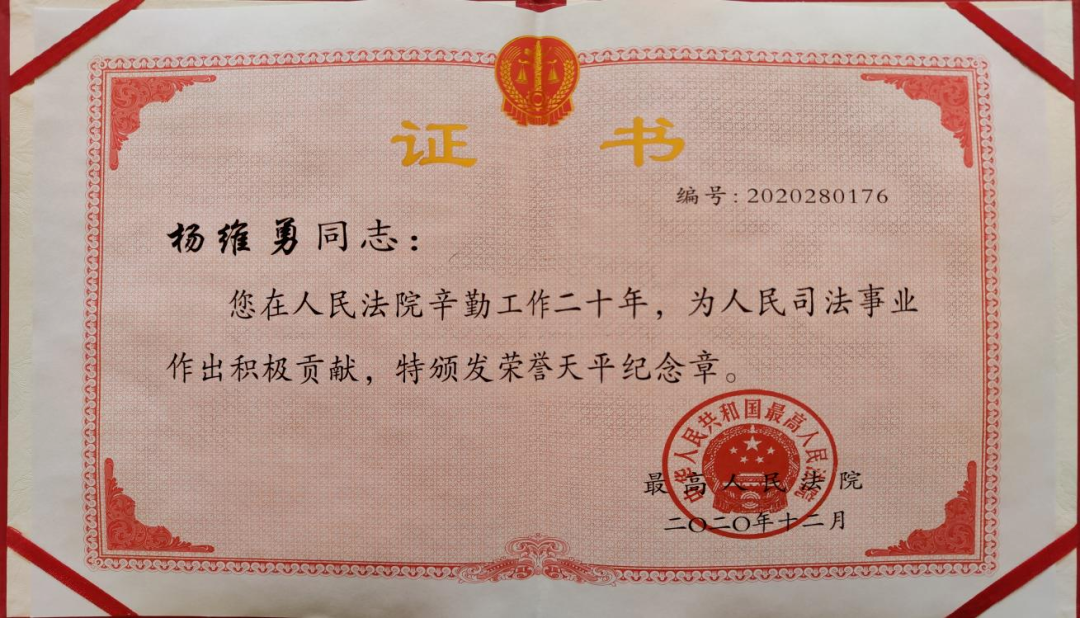 证书
编号：2020280176
杨维勇同志：
您在人民法院辛勤工作二十年，为人民司法事业
作出积极贡献，特颁发荣誉天平纪念章。
中华人民共和国最高人民法院
最高人民法院
二〇二〇年十二月